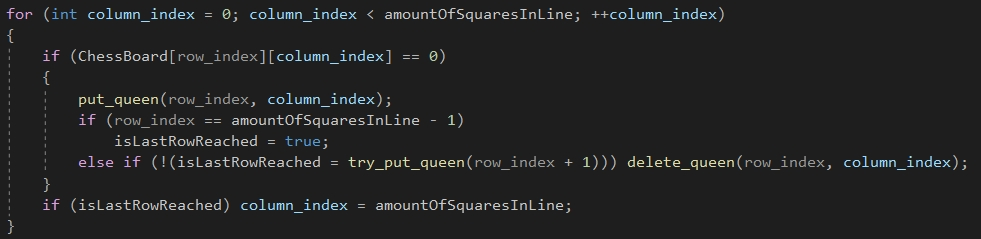 for (int column_index = 0; column_index < amountOfSquaresInLine; ++column_index)
{
    if (ChessBoard[row_index][column_index] == 0)
    {
        put_queen(row_index, column_index);
        if (row_index == amountOfSquaresInLine - 1)
            isLastRowReached = true;
        else if (!(isLastRowReached = try_put_queen(row_index + 1))) delete_queen(row_index, column_index);
    }
    if (isLastRowReached) column_index = amountOfSquaresInLine;
}